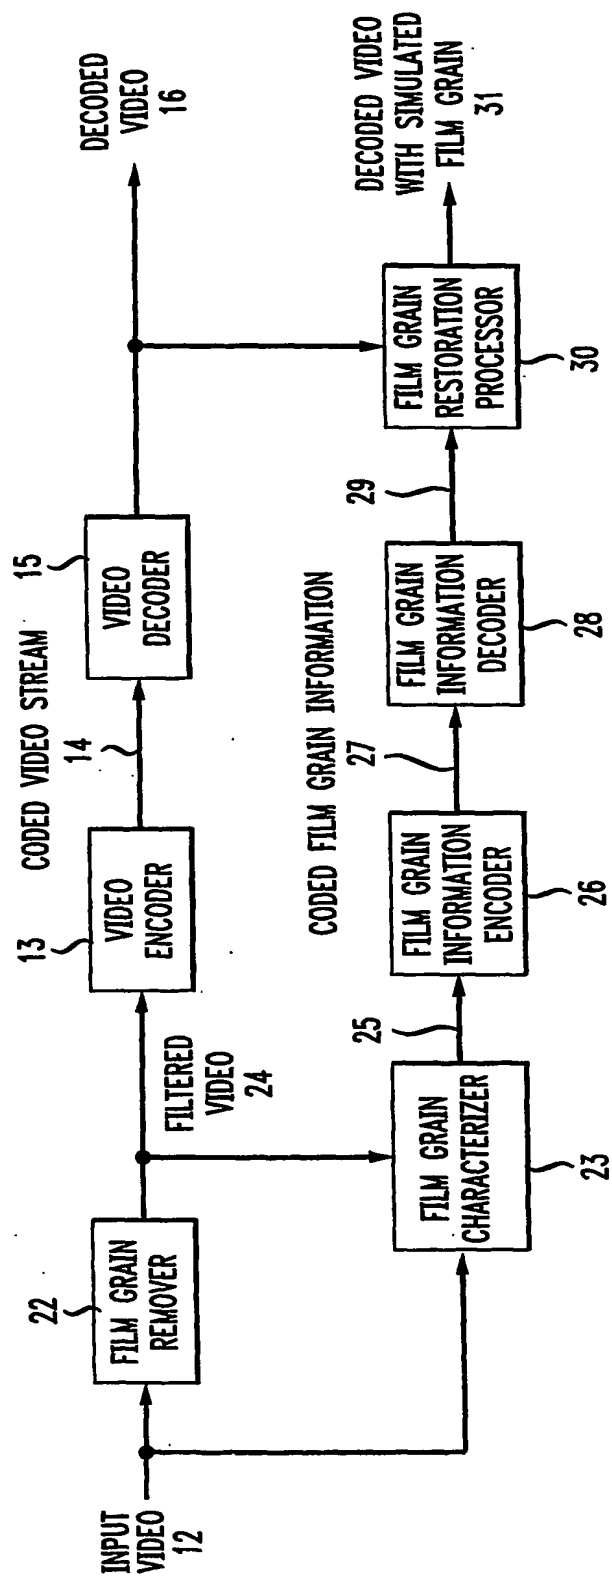 INPUT
VIDEO
12
22
FILM GRAIN
REMOVER
FILTERED
VIDEO
24
13
VIDEO
ENCODER
CODED VIDEO STREAM
14
15
VIDEO
DECODER
DECODED
VIDEO
16
FILM GRAIN
CHARACTERIZER
23
25
FILM GRAIN
INFORMATION
ENCODER
26
CODED FILM GRAIN INFORMATION
27
FILM GRAIN
INFORMATION
DECODER
28
29
FILM GRAIN
RESTORATION
PROCESSOR
30
DECODED VIDEO
WITH SIMULATED
FILM GRAIN
31